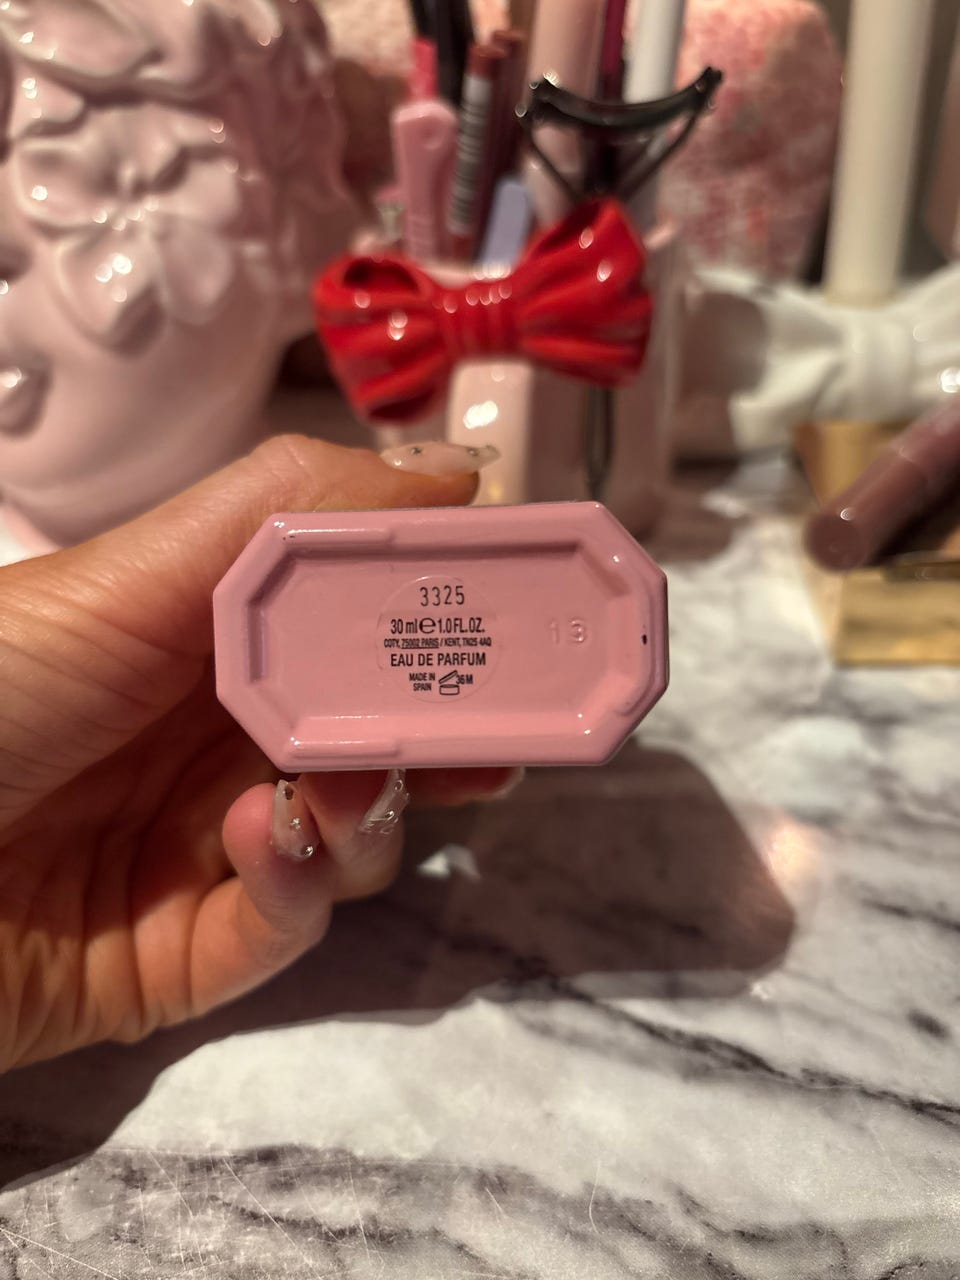 3325
30 ml℮1.0 FL.OZ.
COTY, 75002 PARIS / KENT, TN25 4AQ
EAU DE PARFUM
MADE IN
SPAIN
36M
13